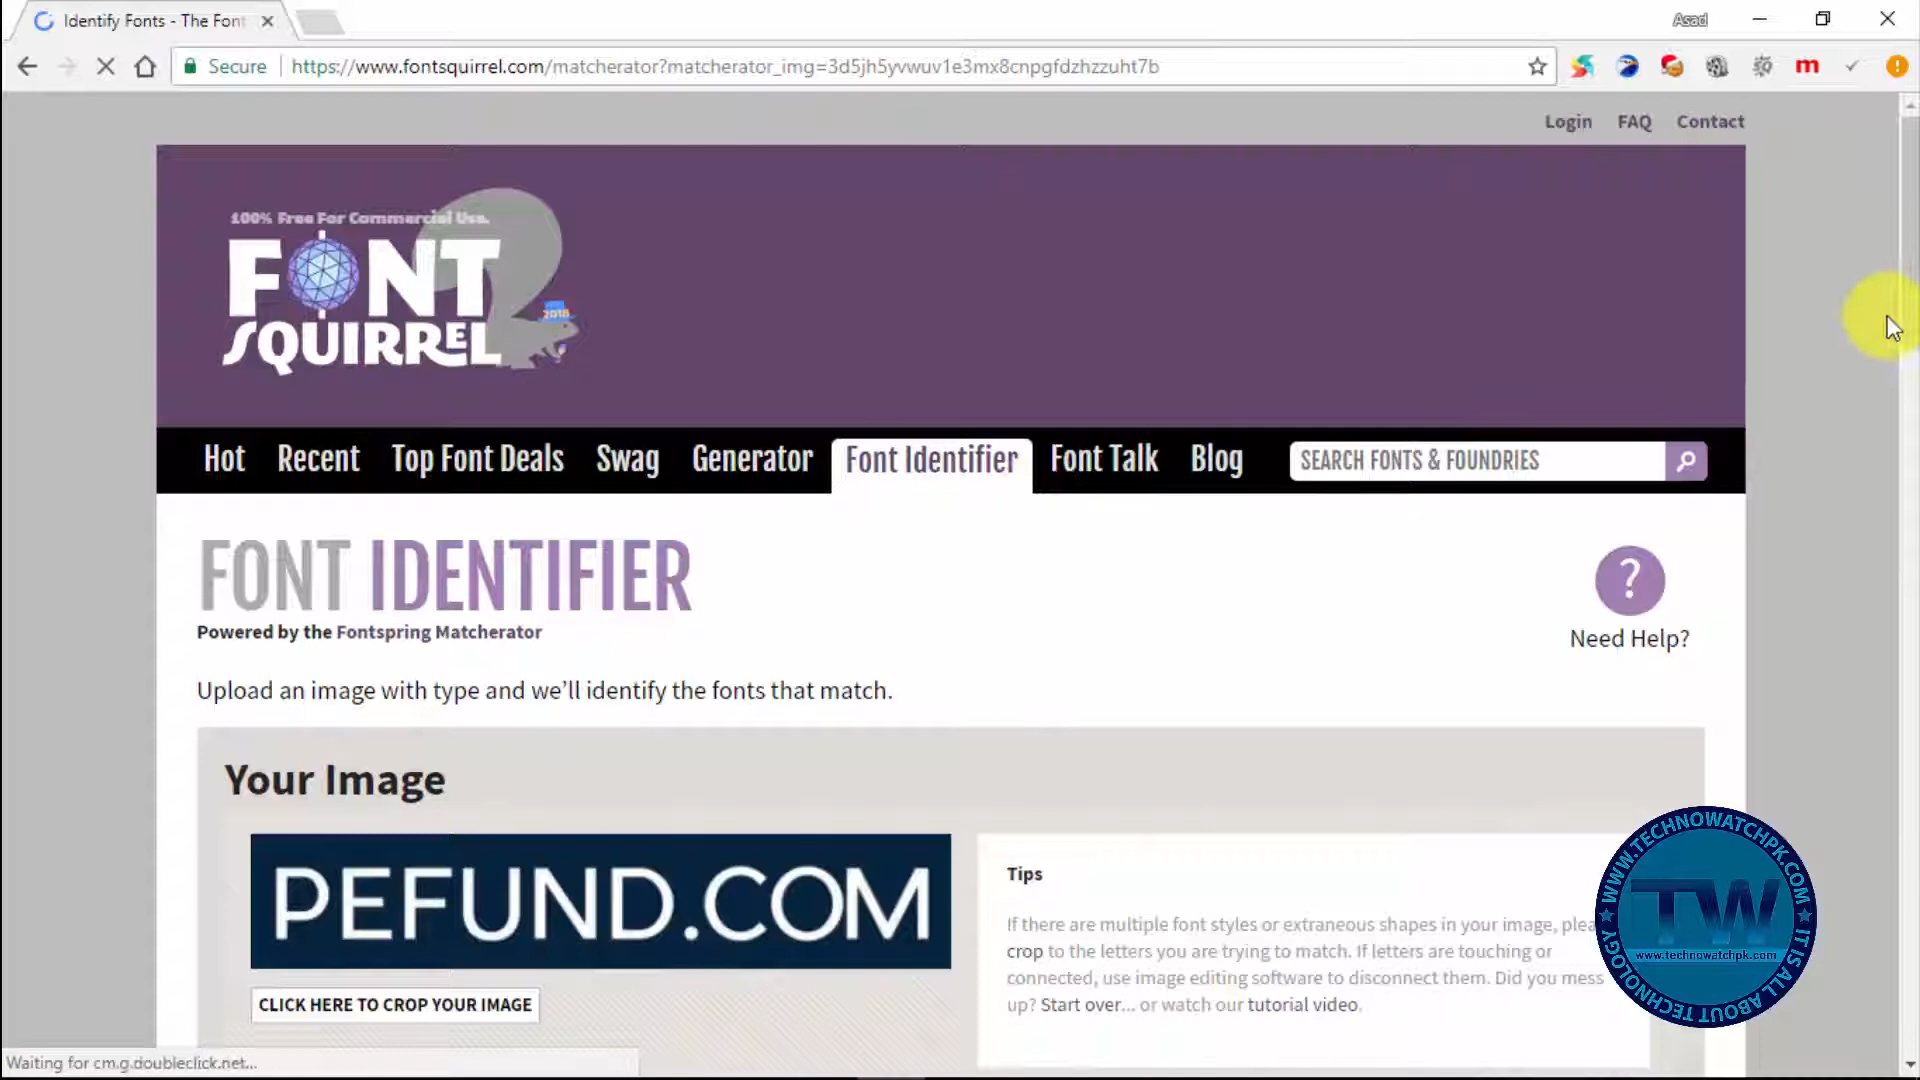 Identify Fonts - The Font
Asad
Secure
https://www.fontsquirrel.com/matcherator?matcherator_img=3d5jh5yvwuv1e3mx8cnpgfdzhzzuht7b
m
Login FAQ Contact
100% Free For Commercial Use.
FONT
SQUIRREL
2018
Hot Recent Top Font Deals Swag Generator Font Identifier Font Talk Blog SEARCH FONTS & FOUNDRIES
FONT IDENTIFIER
Powered by the Fontspring Matcherator
?
Need Help?
Upload an image with type and we'll identify the fonts that match.
Your Image
PEFUND.COM
CLICK HERE TO CROP YOUR IMAGE
Tips
If there are multiple font styles or extraneous shapes in your image, plea
crop to the letters you are trying to match. If letters are touching or
connected, use image editing software to disconnect them. Did you mess
up? Start over... or watch our tutorial video.
WWW.TECHNOWATCHPK.COM
TW
www.technowatchpk.com
IT IS ALL ABOUT TECHNOLOGY
Waiting for cm.g.doubleclick.net...